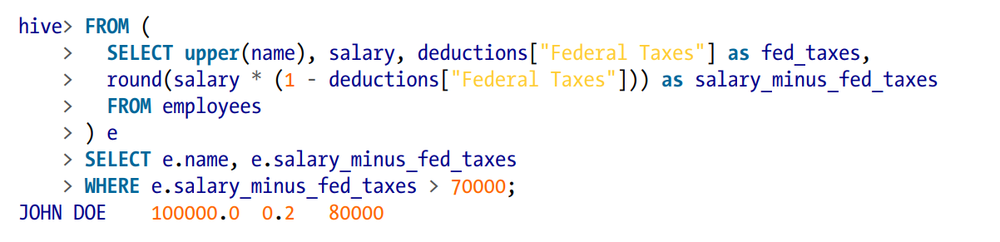 hive> FROM (
    >   SELECT upper(name), salary, deductions["Federal Taxes"] as fed_taxes,
    >   round(salary * (1 - deductions["Federal Taxes"])) as salary_minus_fed_taxes
    >   FROM employees
    > ) e
    > SELECT e.name, e.salary_minus_fed_taxes
    > WHERE e.salary_minus_fed_taxes > 70000;
JOHN DOE    100000.0  0.2   80000